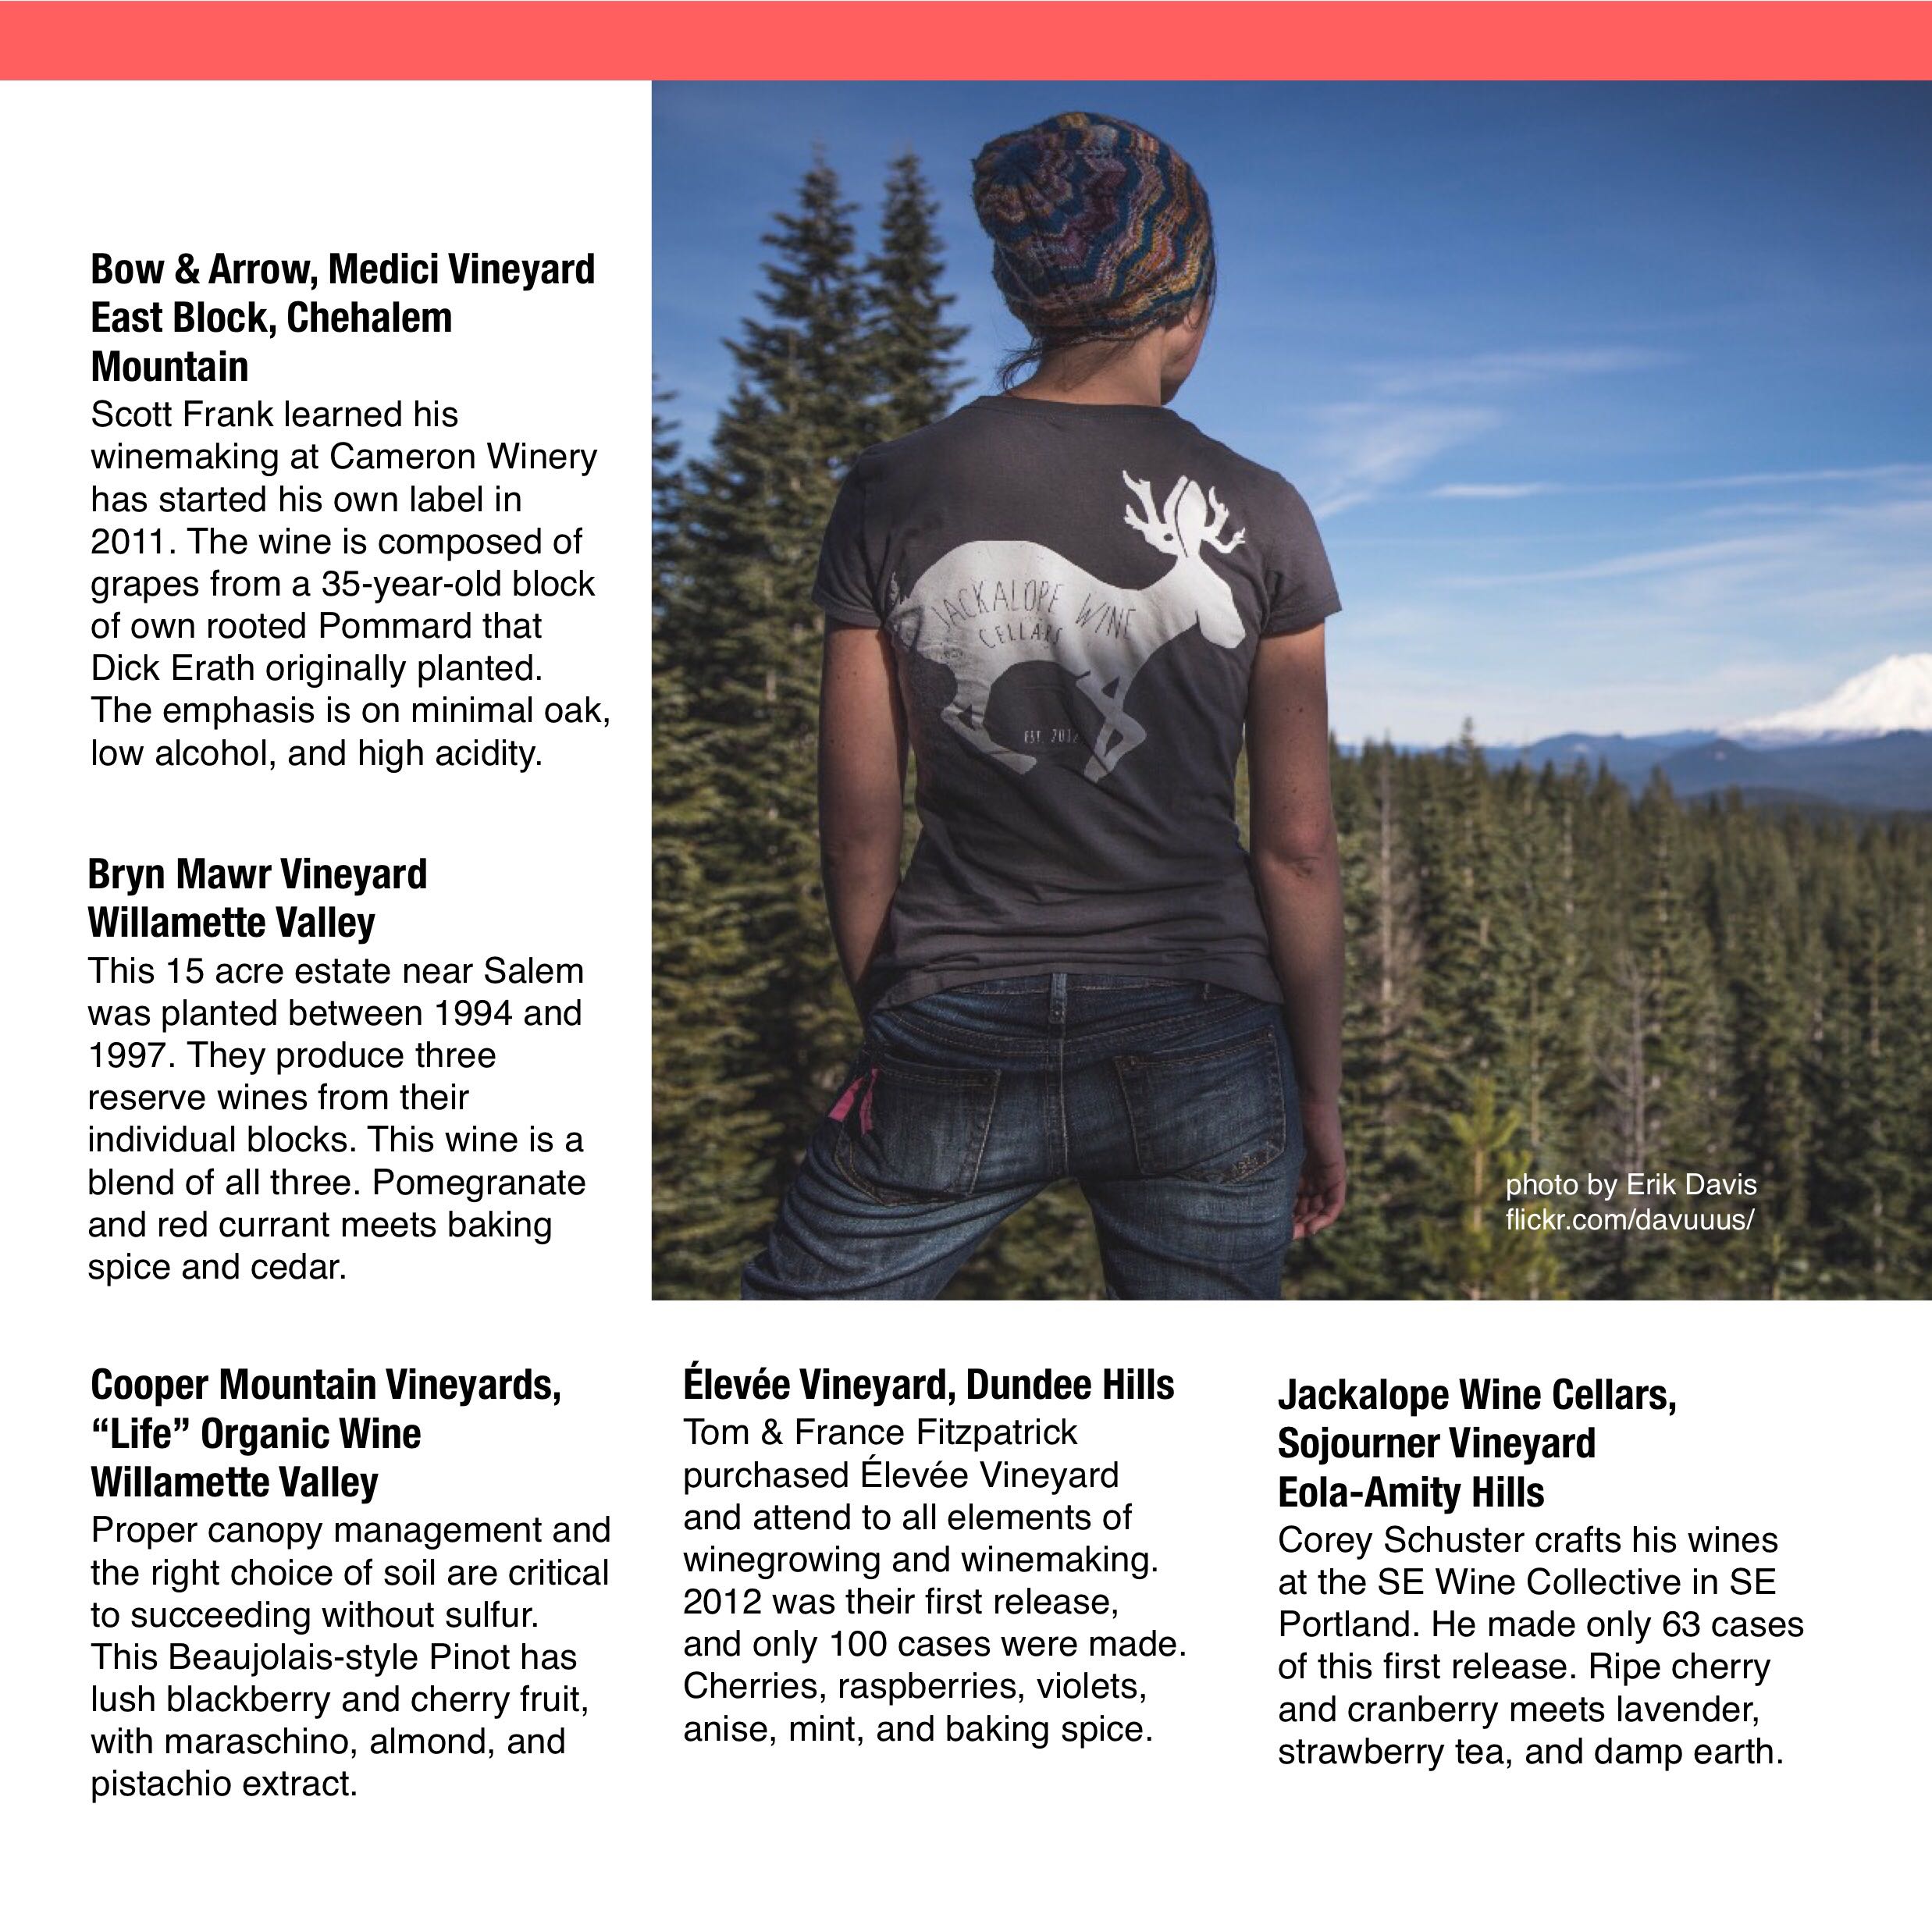 Bow & Arrow, Medici Vineyard
East Block, Chehalem
Mountain
Scott Frank learned his
winemaking at Cameron Winery
has started his own label in
2011. The wine is composed of
grapes from a 35-year-old block
of own rooted Pommard that
Dick Erath originally planted.
The emphasis is on minimal oak,
low alcohol, and high acidity.
Bryn Mawr Vineyard
Willamette Valley
This 15 acre estate near Salem
was planted between 1994 and
1997. They produce three
reserve wines from their
individual blocks. This wine is a
blend of all three. Pomegranate
and red currant meets baking
spice and cedar.
JACKALOPE WINE
CELLARS
EST. 2012
photo by Erik Davis
flickr.com/davuuus/
Cooper Mountain Vineyards,
“Life” Organic Wine
Willamette Valley
Proper canopy management and
the right choice of soil are critical
to succeeding without sulfur.
This Beaujolais-style Pinot has
lush blackberry and cherry fruit,
with maraschino, almond, and
pistachio extract.
Élevée Vineyard, Dundee Hills
Tom & France Fitzpatrick
purchased Élevée Vineyard
and attend to all elements of
winegrowing and winemaking.
2012 was their first release,
and only 100 cases were made.
Cherries, raspberries, violets,
anise, mint, and baking spice.
Jackalope Wine Cellars,
Sojourner Vineyard
Eola-Amity Hills
Corey Schuster crafts his wines
at the SE Wine Collective in SE
Portland. He made only 63 cases
of this first release. Ripe cherry
and cranberry meets lavender,
strawberry tea, and damp earth.